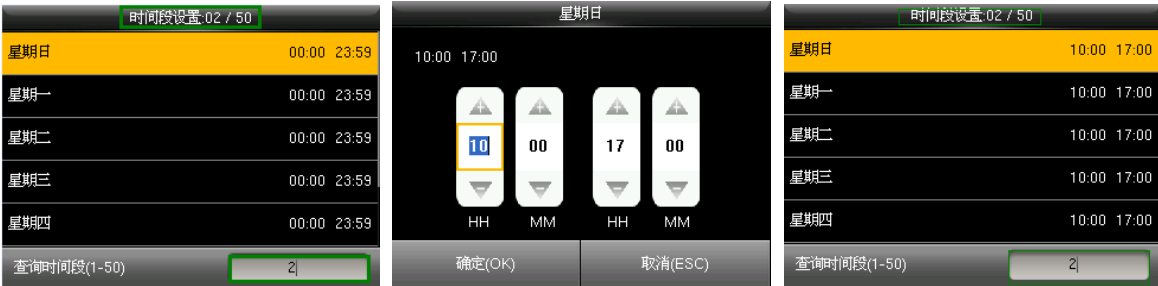 时间段设置:02 / 50
星期日 00:00 23:59
星期一 00:00 23:59
星期二 00:00 23:59
星期三 00:00 23:59
星期四 00:00 23:59
查询时间段(1-50) 2
星期日
10:00 17:00
+ + + +
10 00 17 00
- - - -
HH MM HH MM
确定(OK) 取消(ESC)
时间段设置:02 / 50
星期日 10:00 17:00
星期一 10:00 17:00
星期二 10:00 17:00
星期三 10:00 17:00
星期四 10:00 17:00
查询时间段(1-50) 2